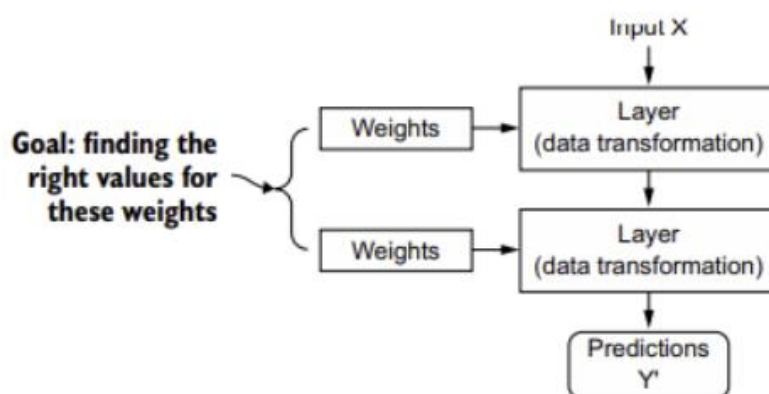 Input X
Layer
(data transformation)
Weights
Goal: finding the
right values for
these weights
Layer
(data transformation)
Weights
Predictions
Y'